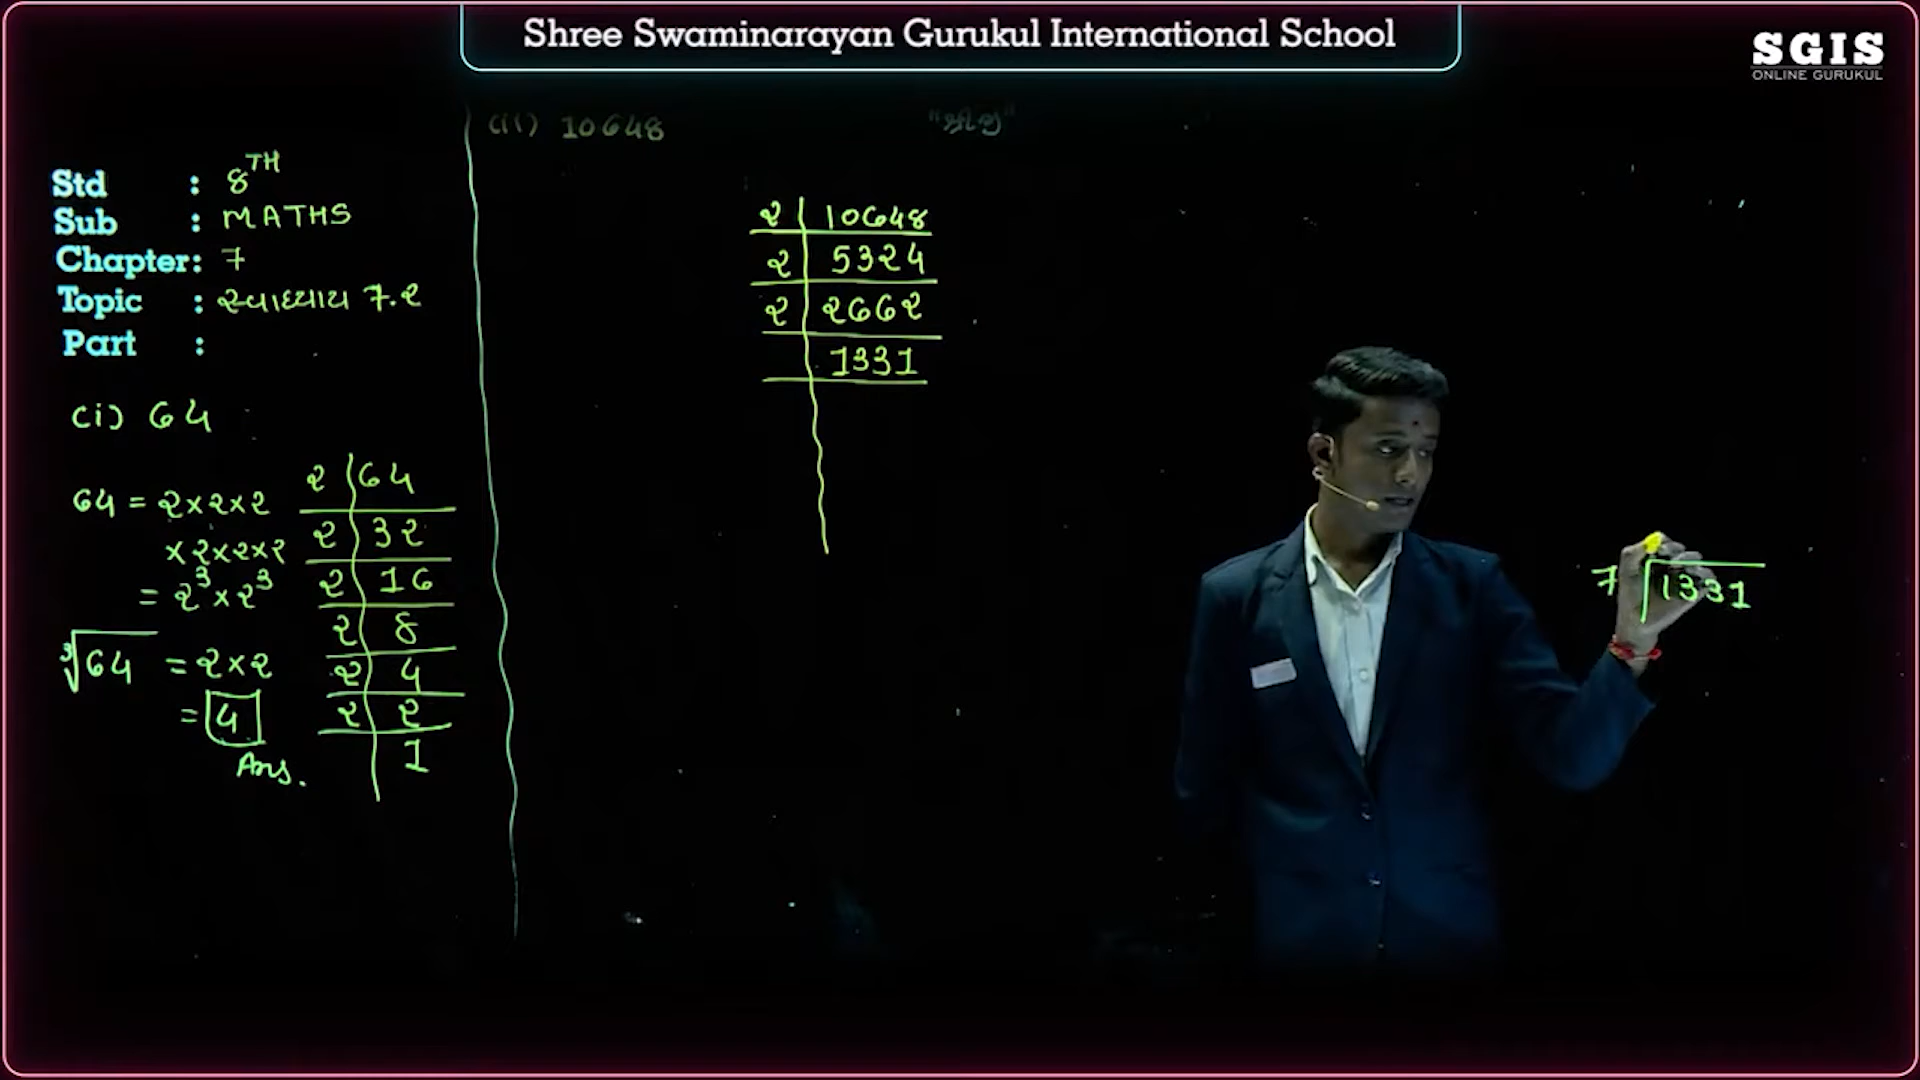 Shree Swaminarayan Gurukul International School
SGIS
ONLINE GURUKUL
Std : 8TH
Sub : MATHS
Chapter : 7
Topic : સ્વાધ્યાય 7.૨
Part :
(i) 64
64 = ૨×૨×૨
×૨×૨×૨
= ૨³×૨³
∛64 = ૨×૨
= 4
Ans.
૨ | 64
૨ | 3૨
૨ | 16
૨ | 8
૨ | 4
૨ | ૨
1
10648
૨ | 10648
૨ | 53૨4
૨ | ૨66૨
1331
7 1331